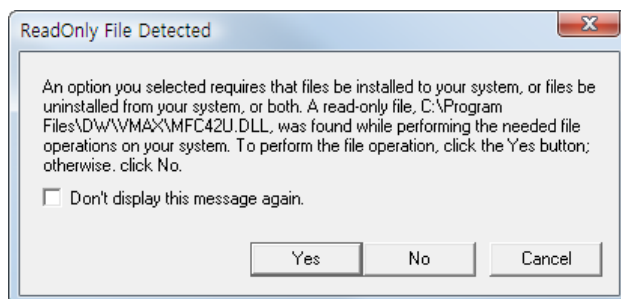 ReadOnly File Detected
An option you selected requires that files be installed to your system, or files be
uninstalled from your system, or both. A read-only file, C:\Program
Files\DW\VMAX\MFC42U.DLL, was found while performing the needed file
operations on your system. To perform the file operation, click the Yes button;
otherwise. click No.
Don't display this message again.
Yes No Cancel